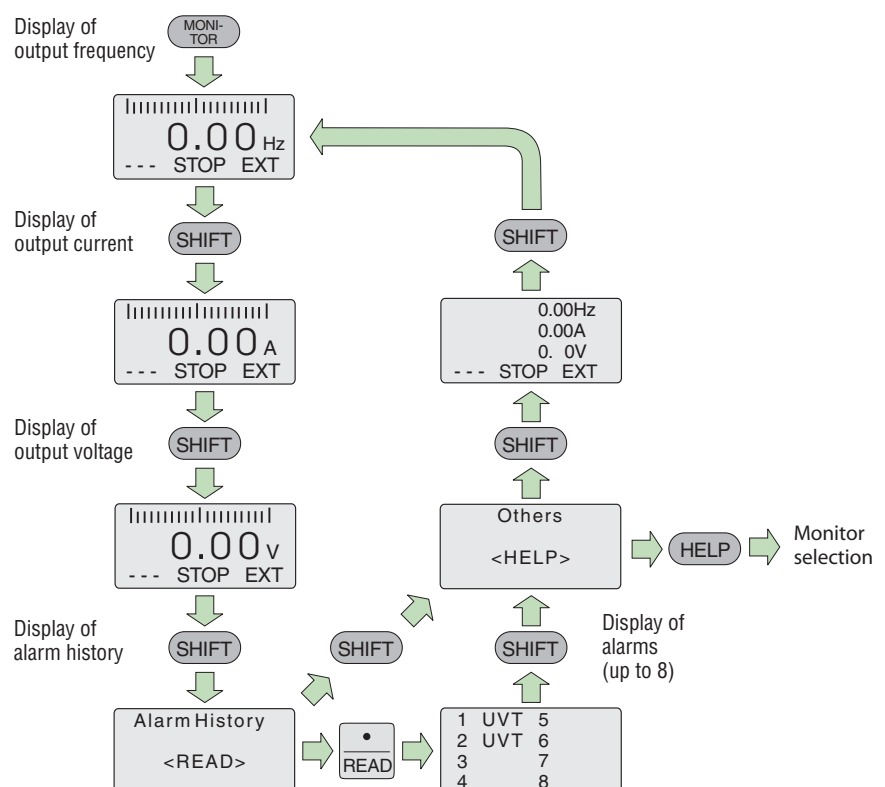 Display of
output frequency
MONI-
TOR
0.00 Hz
--- STOP EXT
Display of
output current
SHIFT
0.00 A
--- STOP EXT
Display of
output voltage
SHIFT
0.00 V
--- STOP EXT
Display of
alarm history
SHIFT
Alarm History
<READ>
SHIFT
•
READ
1 UVT 5
2 UVT 6
3 7
4 8
SHIFT
Display of
alarms
(up to 8)
Others
<HELP>
HELP
Monitor
selection
SHIFT
0.00Hz
0.00A
0. 0V
--- STOP EXT
SHIFT